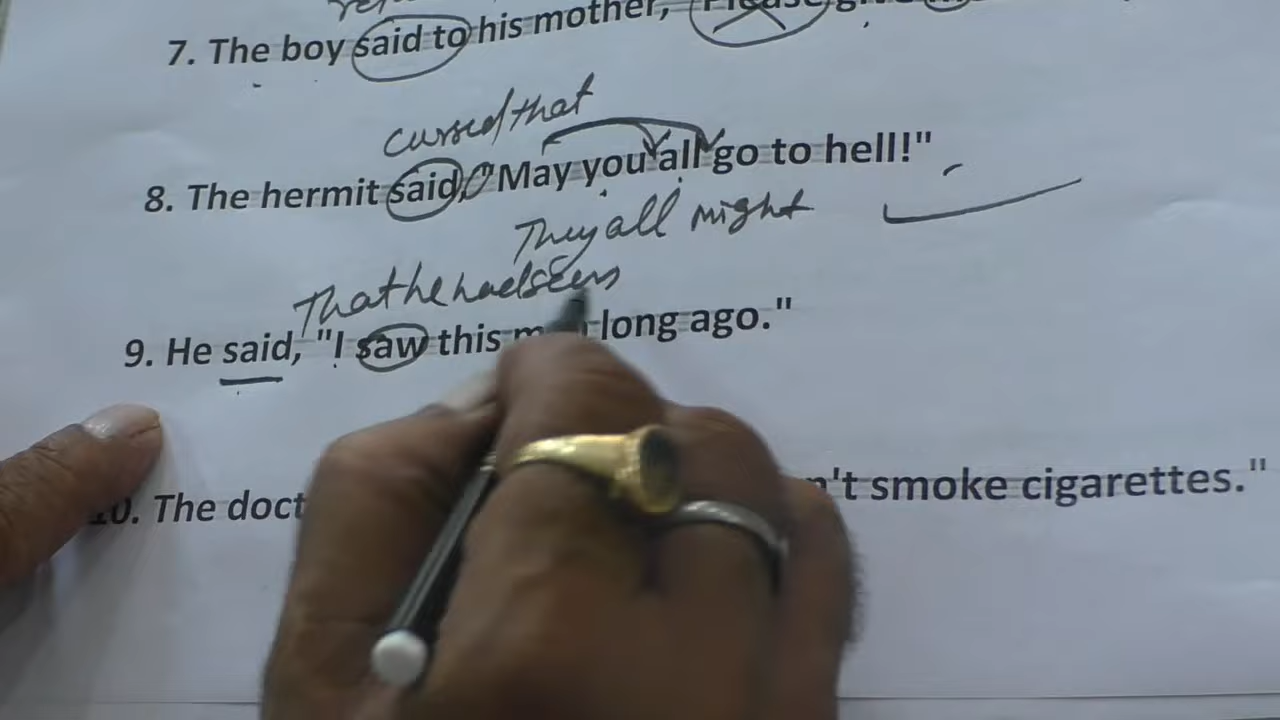 7. The boy said to his mother, "Please
cursed that
8. The hermit said, "May you all go to hell!"
They all might
That he had seen
9. He said, "I saw this long ago."
10. The smoke cigarettes."